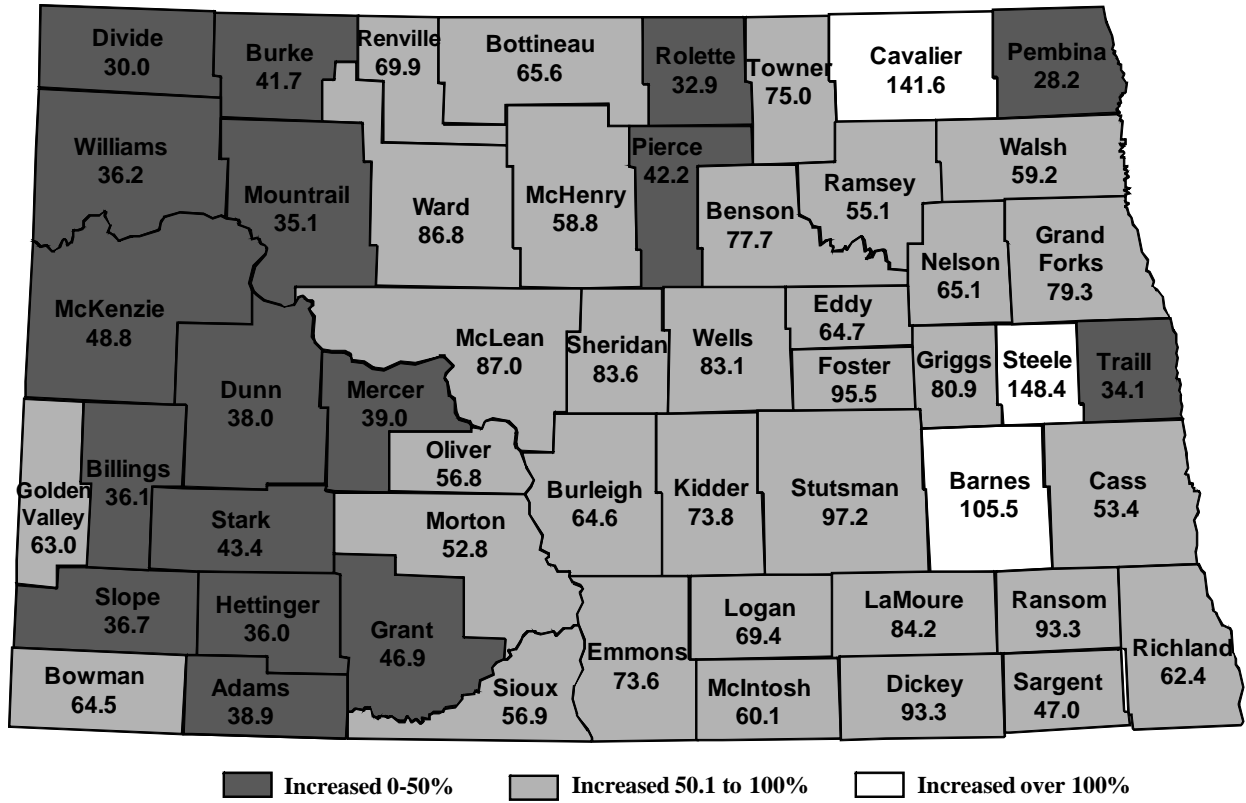 Divide
30.0
Burke
41.7
Renville
69.9
Bottineau
65.6
Rolette
32.9
Towner
75.0
Cavalier
141.6
Pembina
28.2
Williams
36.2
Mountrail
35.1
Ward
86.8
McHenry
58.8
Pierce
42.2
Benson
77.7
Ramsey
55.1
Walsh
59.2
Nelson
65.1
Grand
Forks
79.3
McKenzie
48.8
Dunn
38.0
Mercer
39.0
McLean
87.0
Sheridan
83.6
Wells
83.1
Eddy
64.7
Foster
95.5
Griggs
80.9
Steele
148.4
Traill
34.1
Golden
Valley
63.0
Billings
36.1
Stark
43.4
Oliver
56.8
Morton
52.8
Burleigh
64.6
Kidder
73.8
Stutsman
97.2
Barnes
105.5
Cass
53.4
Slope
36.7
Hettinger
36.0
Grant
46.9
Bowman
64.5
Adams
38.9
Sioux
56.9
Emmons
73.6
Logan
69.4
LaMoure
84.2
Ransom
93.3
Richland
62.4
McIntosh
60.1
Dickey
93.3
Sargent
47.0
Increased 0-50%
Increased 50.1 to 100%
Increased over 100%